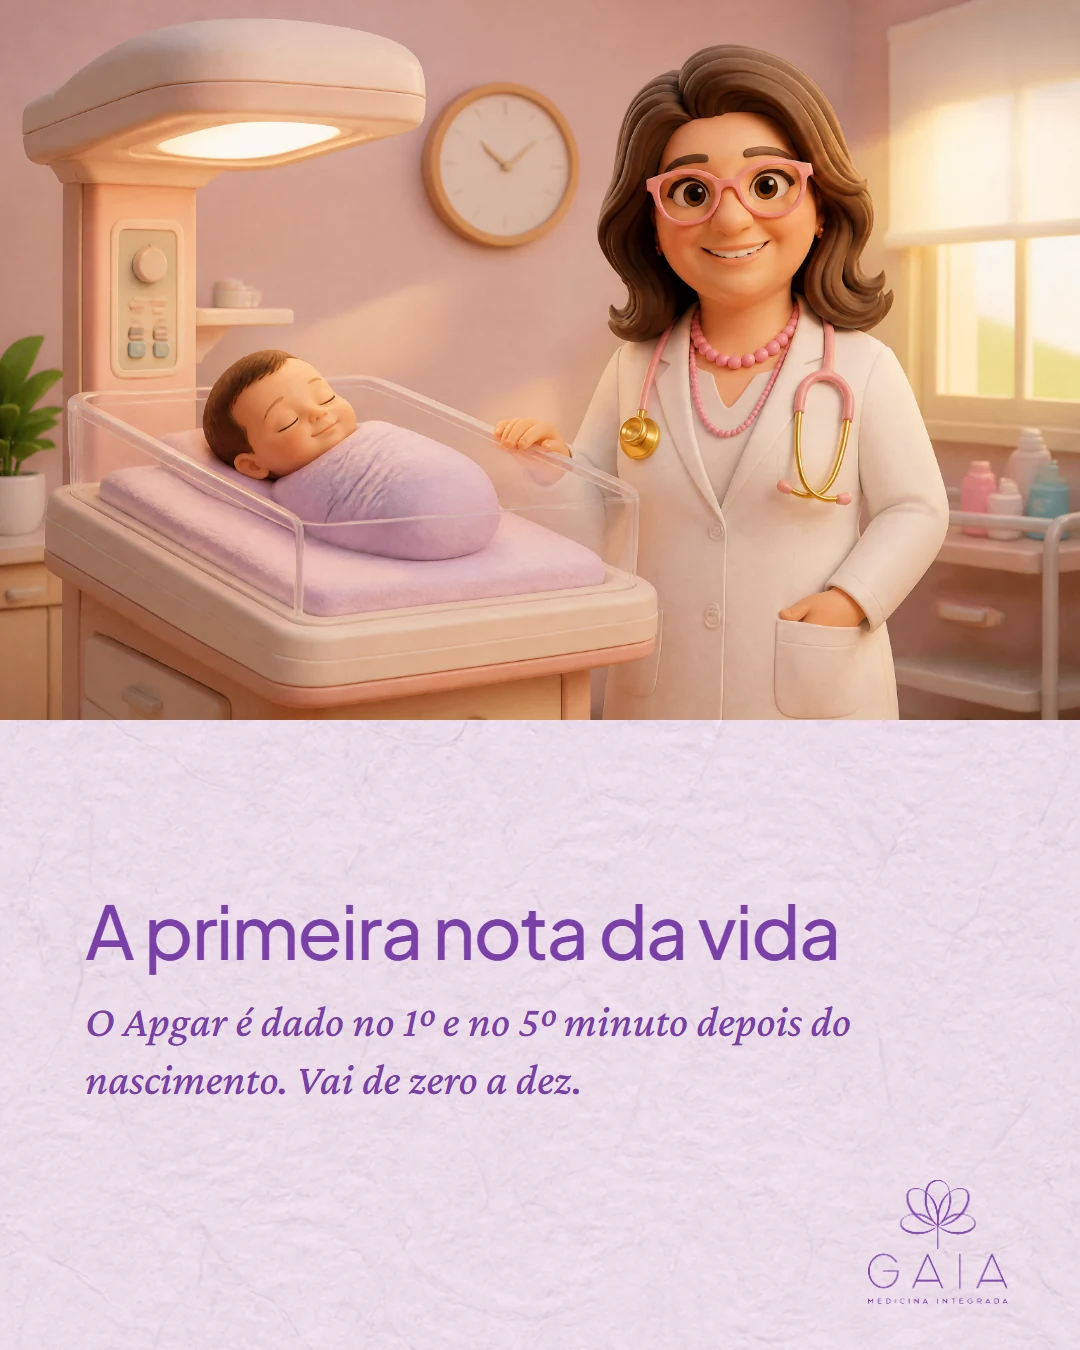 A primeira nota da vida
O Apgar é dado no 1º e no 5º minuto depois do
nascimento. Vai de zero a dez.
GAIA
MEDICINA INTEGRADA